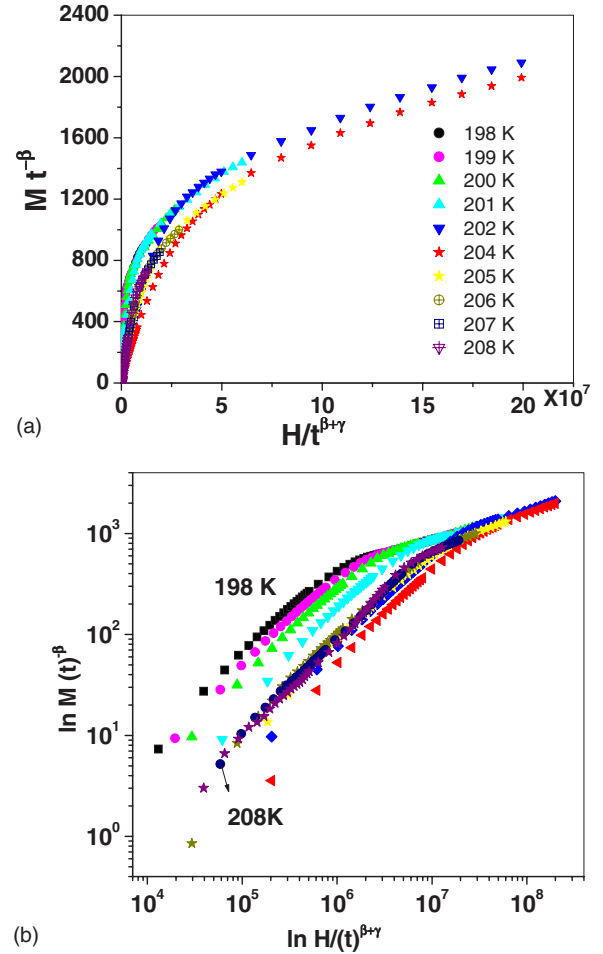 2400
2000
1600
1200
800
400
0
M t^-β
198 K
199 K
200 K
201 K
202 K
204 K
205 K
206 K
207 K
208 K
0 5 10 15 20 X10^7
H/t^β+γ
(a)
10^3
10^2
10^1
10^0
ln M (t)^-β
198 K
208K
10^4 10^5 10^6 10^7 10^8
ln H/(t)^β+γ
(b)